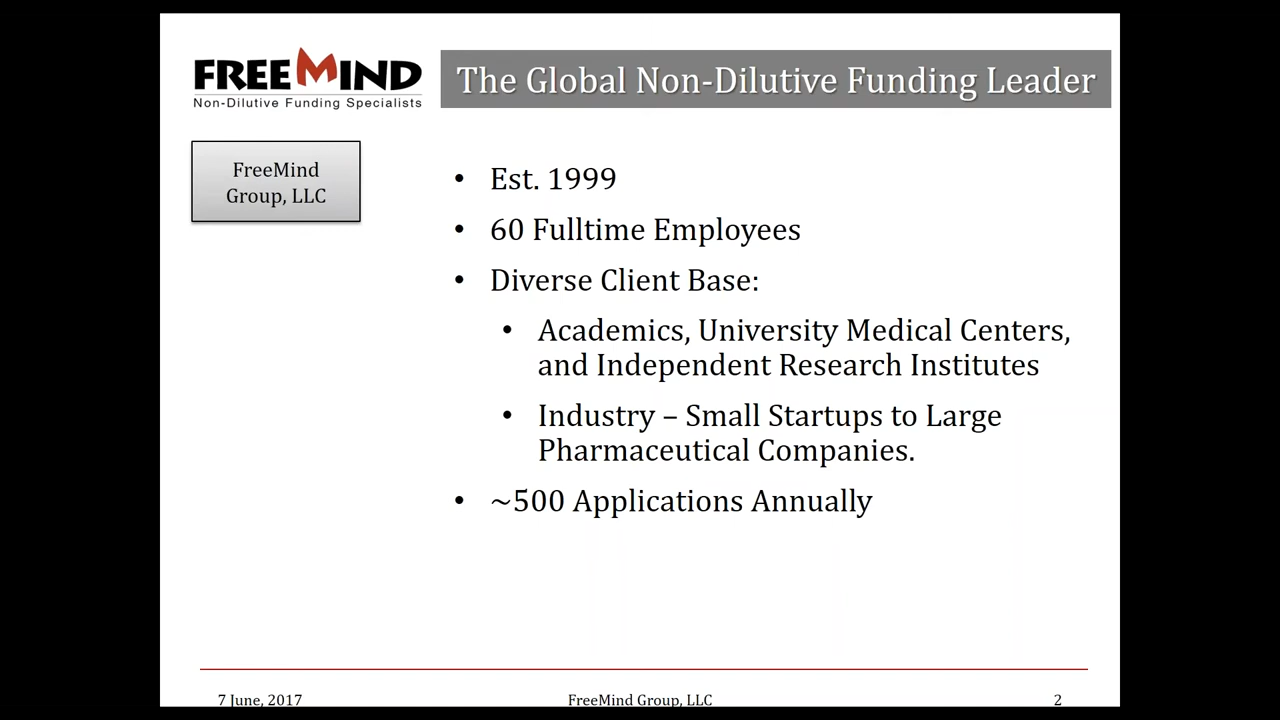 FREEMIND
Non-Dilutive Funding Specialists
The Global Non-Dilutive Funding Leader
FreeMind
Group, LLC
• Est. 1999
• 60 Fulltime Employees
• Diverse Client Base:
• Academics, University Medical Centers,
and Independent Research Institutes
• Industry – Small Startups to Large
Pharmaceutical Companies.
• ~500 Applications Annually
7 June, 2017
FreeMind Group, LLC
2